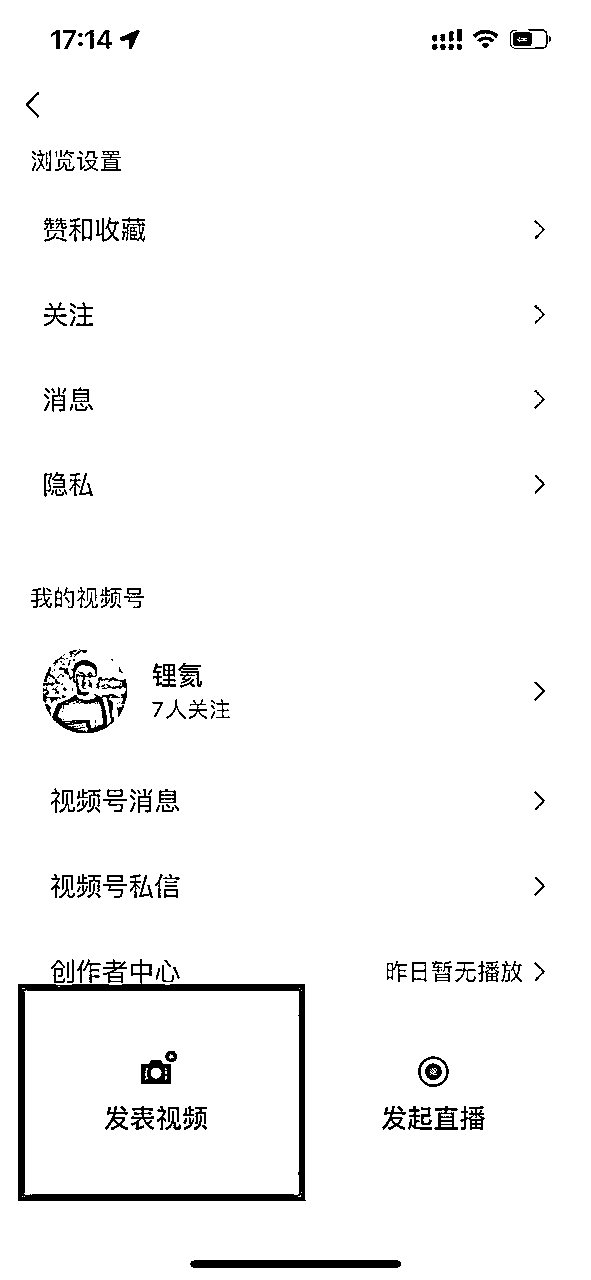 17:14
浏览设置
赞和收藏
关注
消息
隐私
我的视频号
锂氦
7人关注
视频号消息
视频号私信
创作者中心 昨日暂无播放
发表视频 发起直播